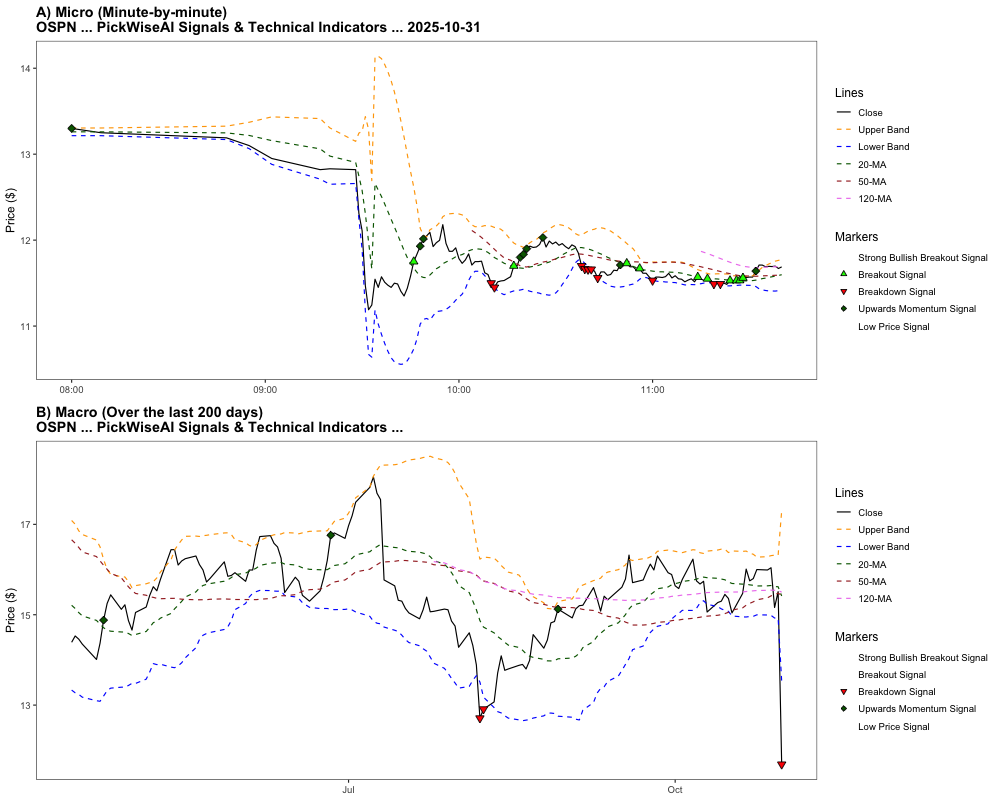 A) Micro (Minute-by-minute)
OSPN ... PickWiseAI Signals & Technical Indicators ... 2025-10-31
Price ($)
14
13
12
11
08:00
09:00
10:00
11:00
Lines
Close
Upper Band
Lower Band
20-MA
50-MA
120-MA
Markers
Strong Bullish Breakout Signal
Breakout Signal
Breakdown Signal
Upwards Momentum Signal
Low Price Signal
B) Macro (Over the last 200 days)
OSPN ... PickWiseAI Signals & Technical Indicators ...
Price ($)
17
15
13
Jul
Oct
Lines
Close
Upper Band
Lower Band
20-MA
50-MA
120-MA
Markers
Strong Bullish Breakout Signal
Breakout Signal
Breakdown Signal
Upwards Momentum Signal
Low Price Signal